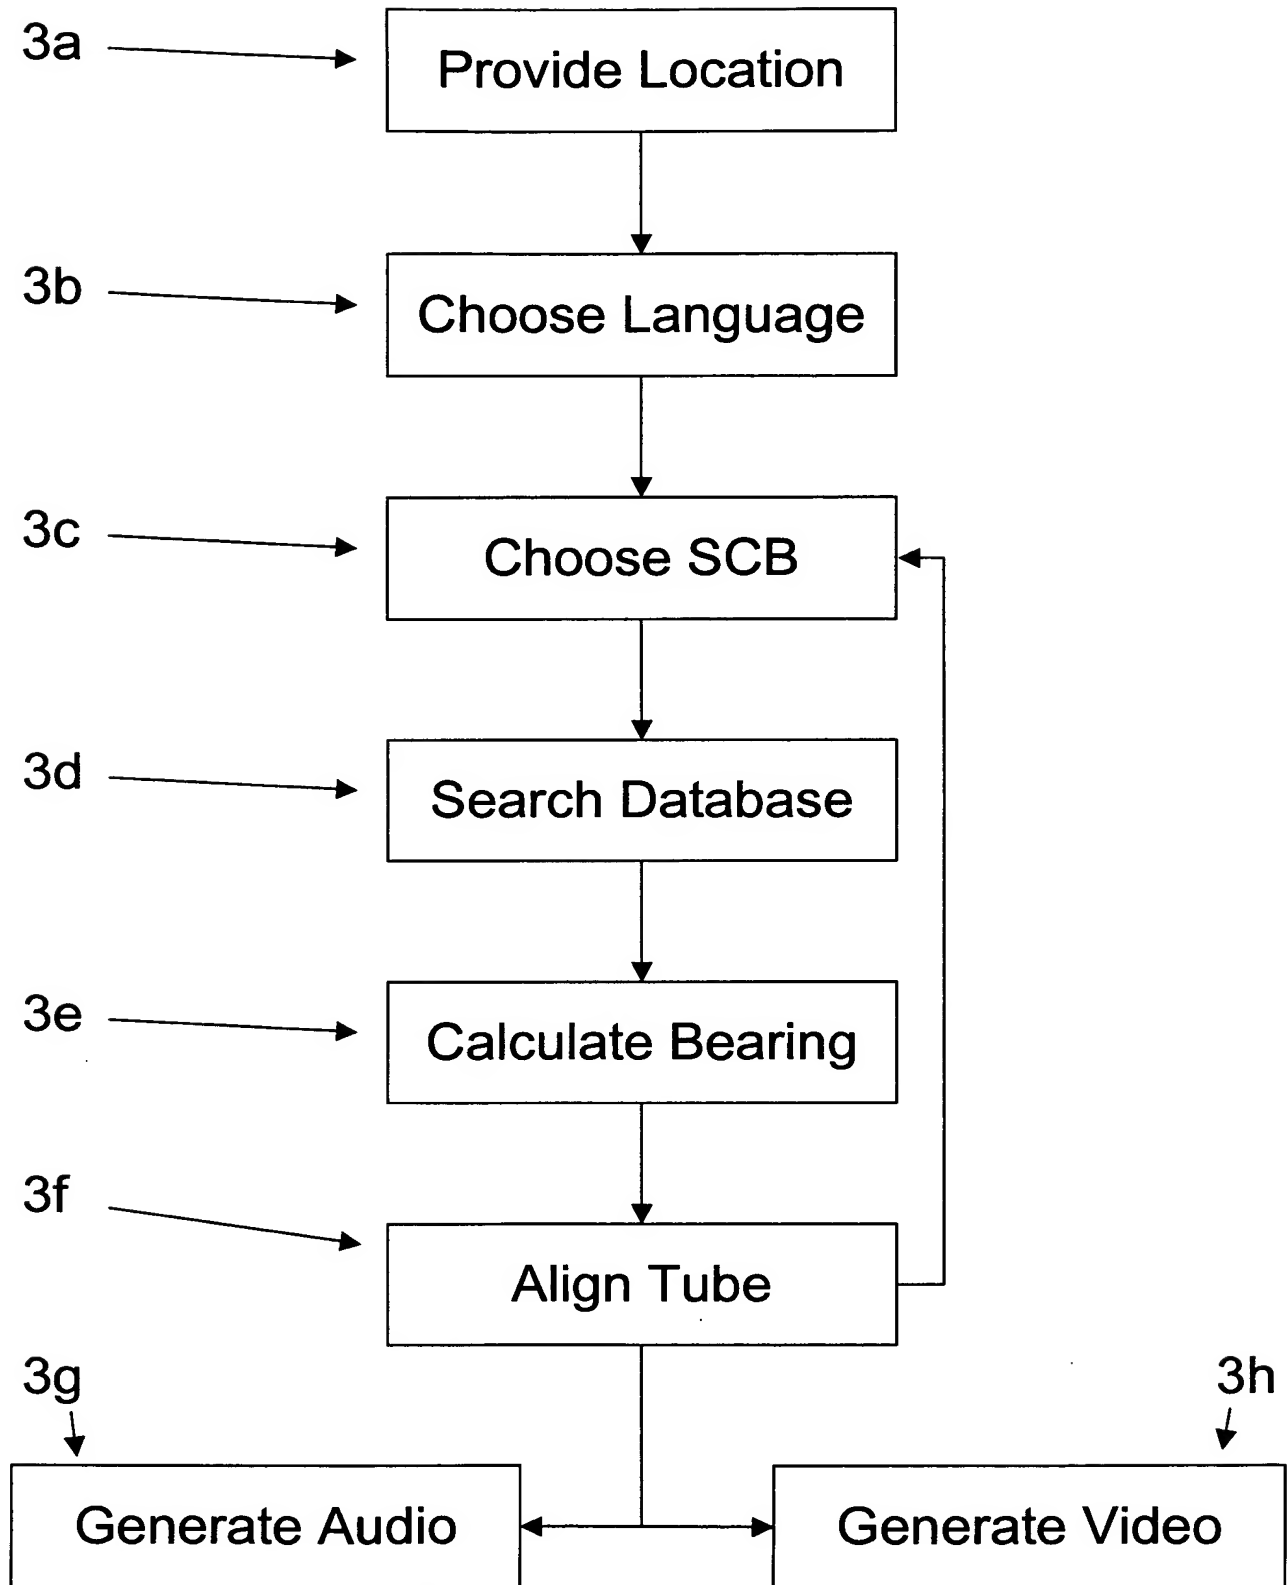 3a
Provide Location
3b
Choose Language
3c
Choose SCB
3d
Search Database
3e
Calculate Bearing
3f
Align Tube
3g
3h
Generate Audio
Generate Video